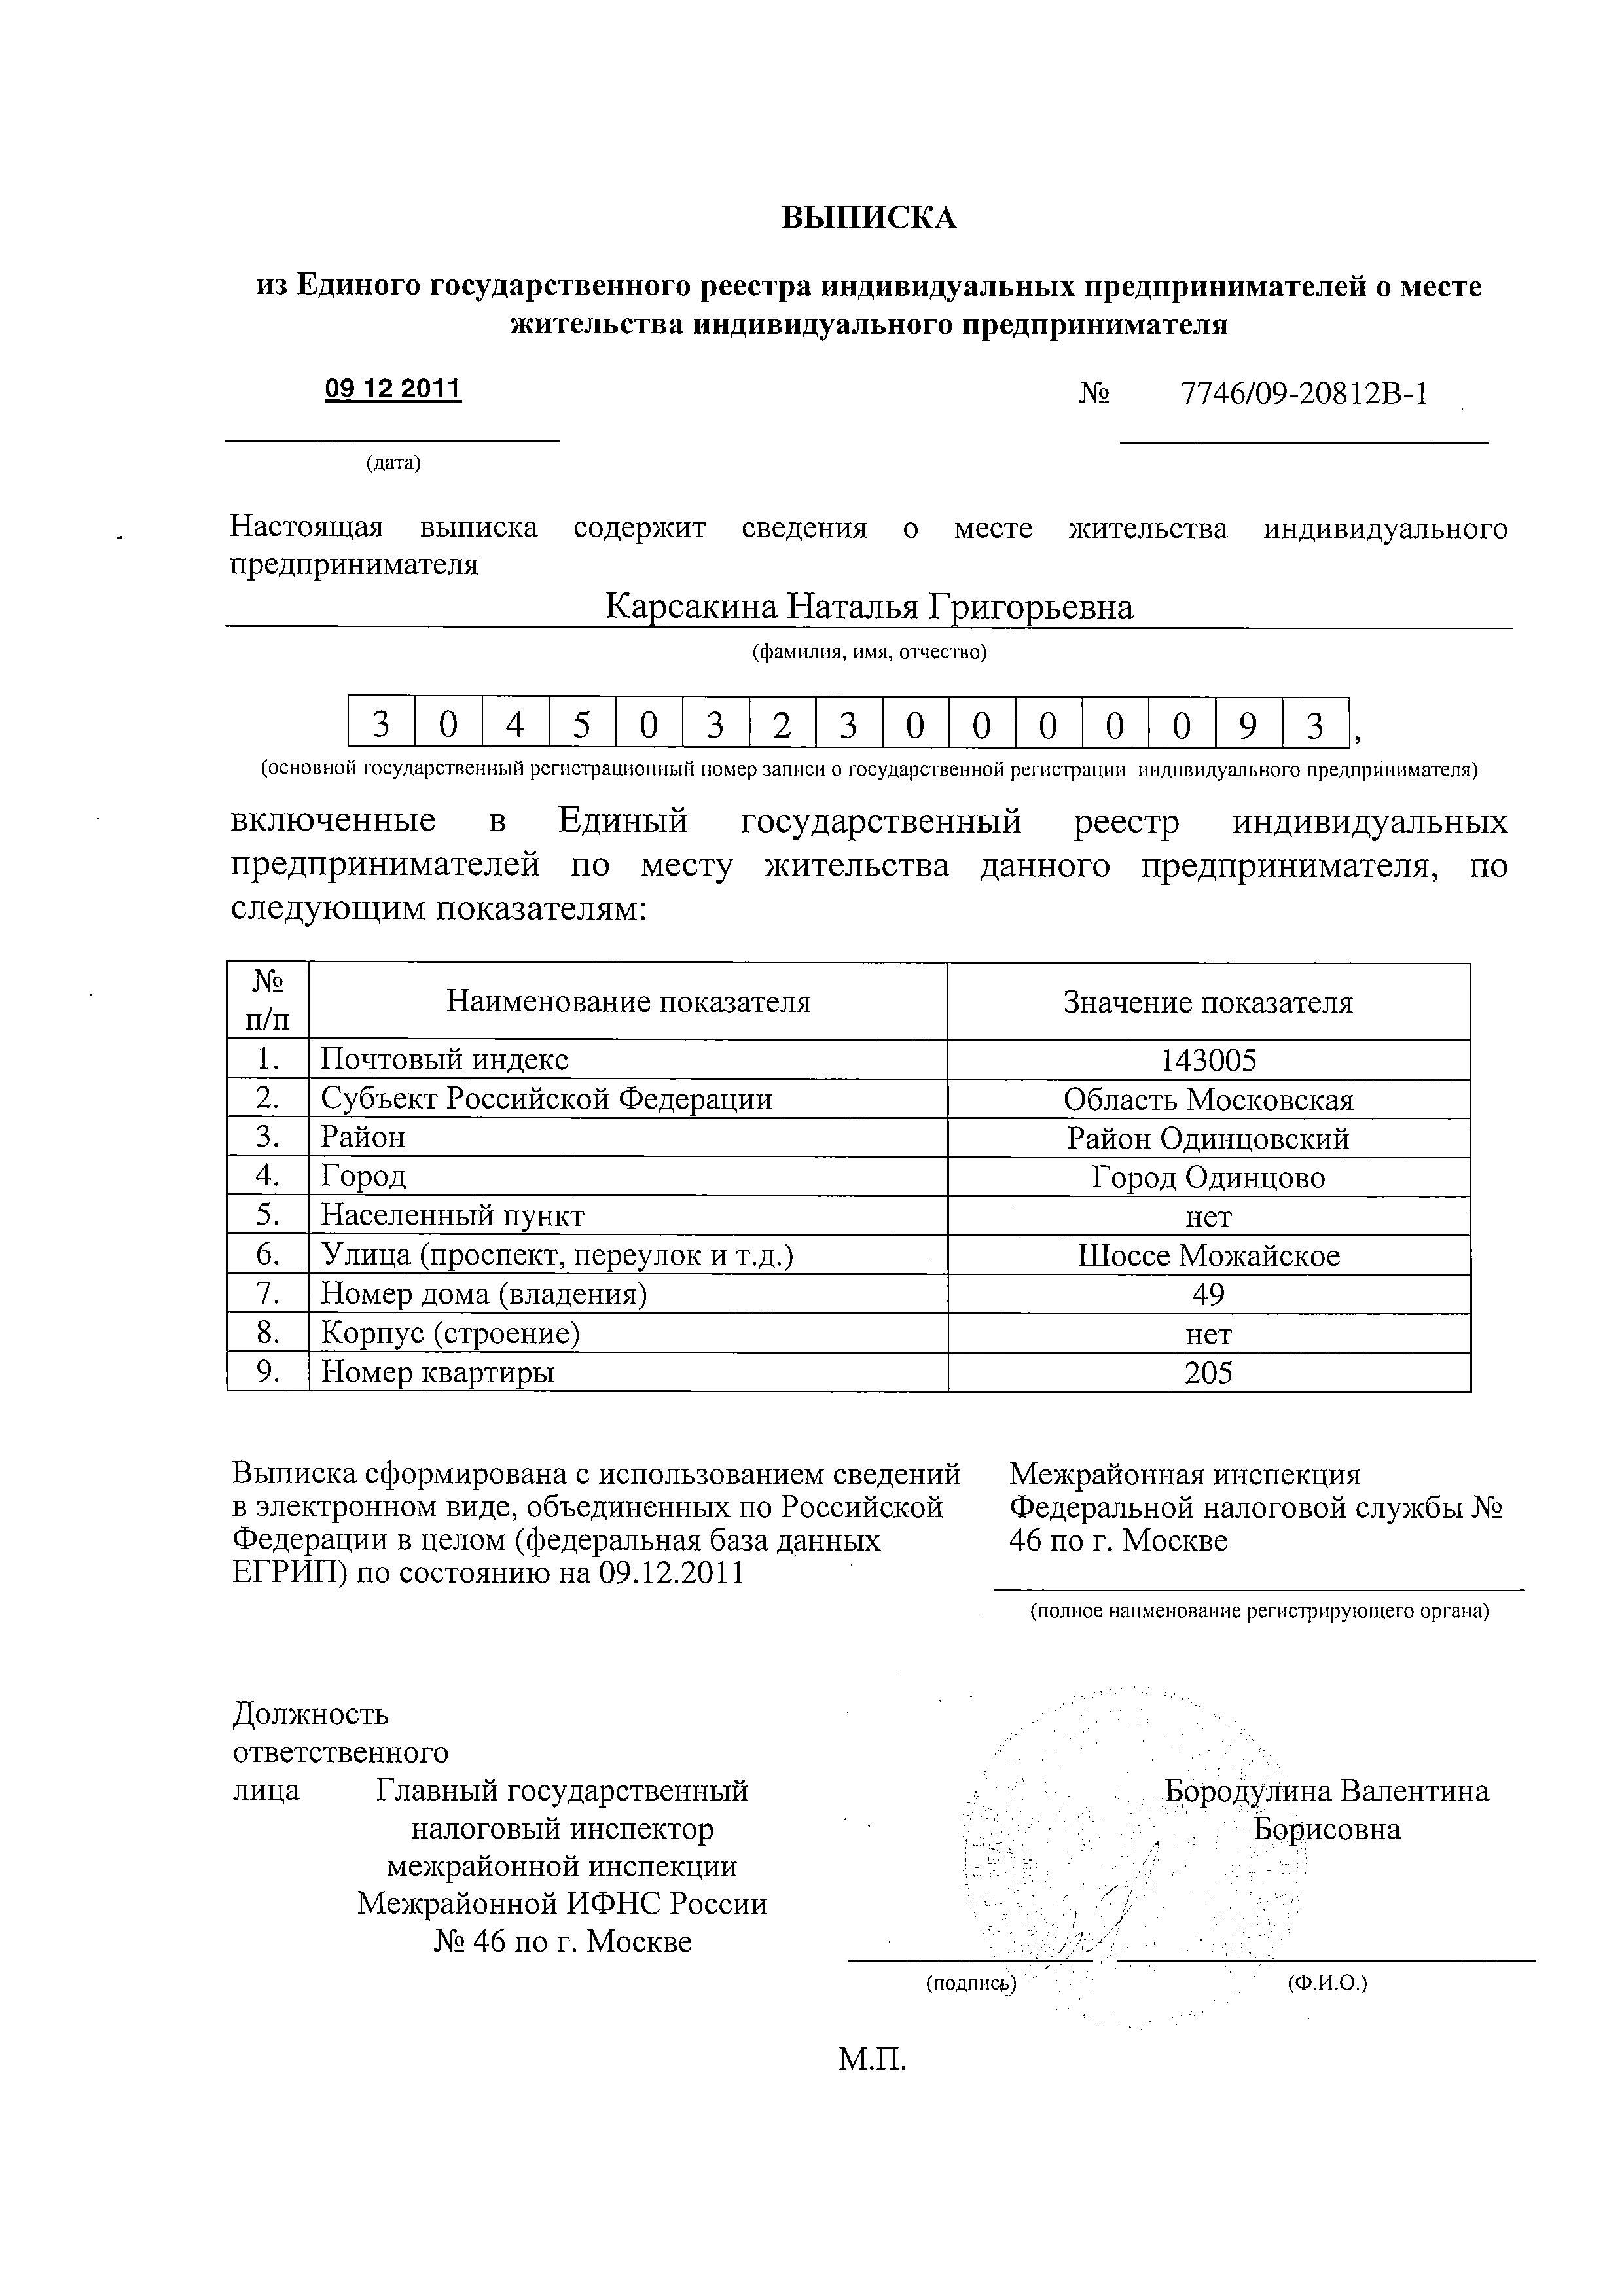 ВЫПИСКА
из Единого государственного реестра индивидуальных предпринимателей о месте
жительства индивидуального предпринимателя
09 12 2011
№ 7746/09-20812В-1
(дата)
Настоящая выписка содержит сведения о месте жительства индивидуального
предпринимателя
Карсакина Наталья Григорьевна
(фамилия, имя, отчество)
3 0 4 5 0 3 2 3 0 0 0 0 0 9 3 ,
(основной государственный регистрационный номер записи о государственной регистрации индивидуального предпринимателя)
включенные в Единый государственный реестр индивидуальных
предпринимателей по месту жительства данного предпринимателя, по
следующим показателям:
№ п/п Наименование показателя Значение показателя
1. Почтовый индекс 143005
2. Субъект Российской Федерации Область Московская
3. Район Район Одинцовский
4. Город Город Одинцово
5. Населенный пункт нет
6. Улица (проспект, переулок и т.д.) Шоссе Можайское
7. Номер дома (владения) 49
8. Корпус (строение) нет
9. Номер квартиры 205
Выписка сформирована с использованием сведений
в электронном виде, объединенных по Российской
Федерации в целом (федеральная база данных
ЕГРИП) по состоянию на 09.12.2011
Межрайонная инспекция
Федеральной налоговой службы №
46 по г. Москве
(полное наименование регистрирующего органа)
Должность
ответственного
лица Главный государственный
налоговый инспектор
межрайонной инспекции
Межрайонной ИФНС России
№ 46 по г. Москве
Бородулина Валентина
Борисовна
(подпись)
(Ф.И.О.)
М.П.